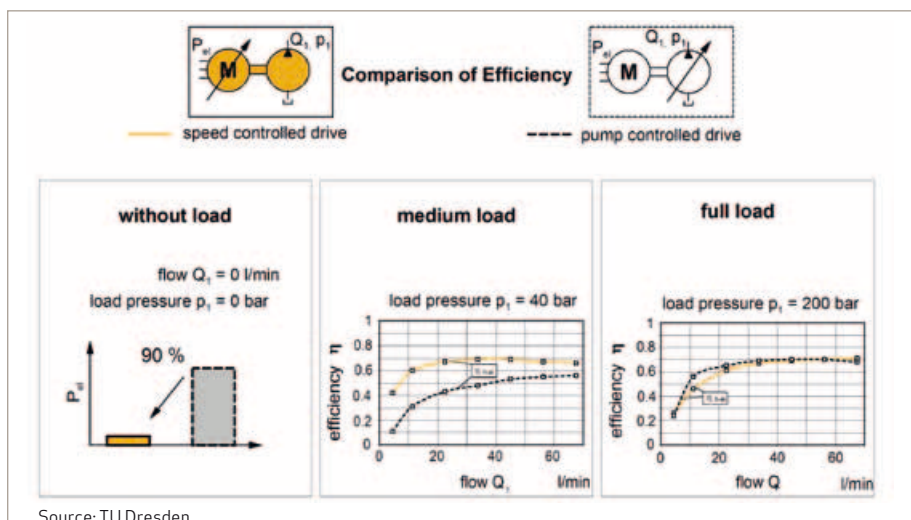 P_el
M
Q₁, p₁
Comparison of Efficiency
P_el
M
Q₁, p₁
speed controlled drive
pump controlled drive
without load
flow Q₁ = 0 l/min
load pressure p₁ = 0 bar
90 %
P_el
medium load
load pressure p₁ = 40 bar
efficiency η
1
0.8
0.6
0.4
0.2
0
0
20
40
60
flow Q₁
l/min
full load
load pressure p₁ = 200 bar
efficiency η
1
0.8
0.6
0.4
0.2
0
0
20
40
60
flow Q
l/min
Source: TU Dresden